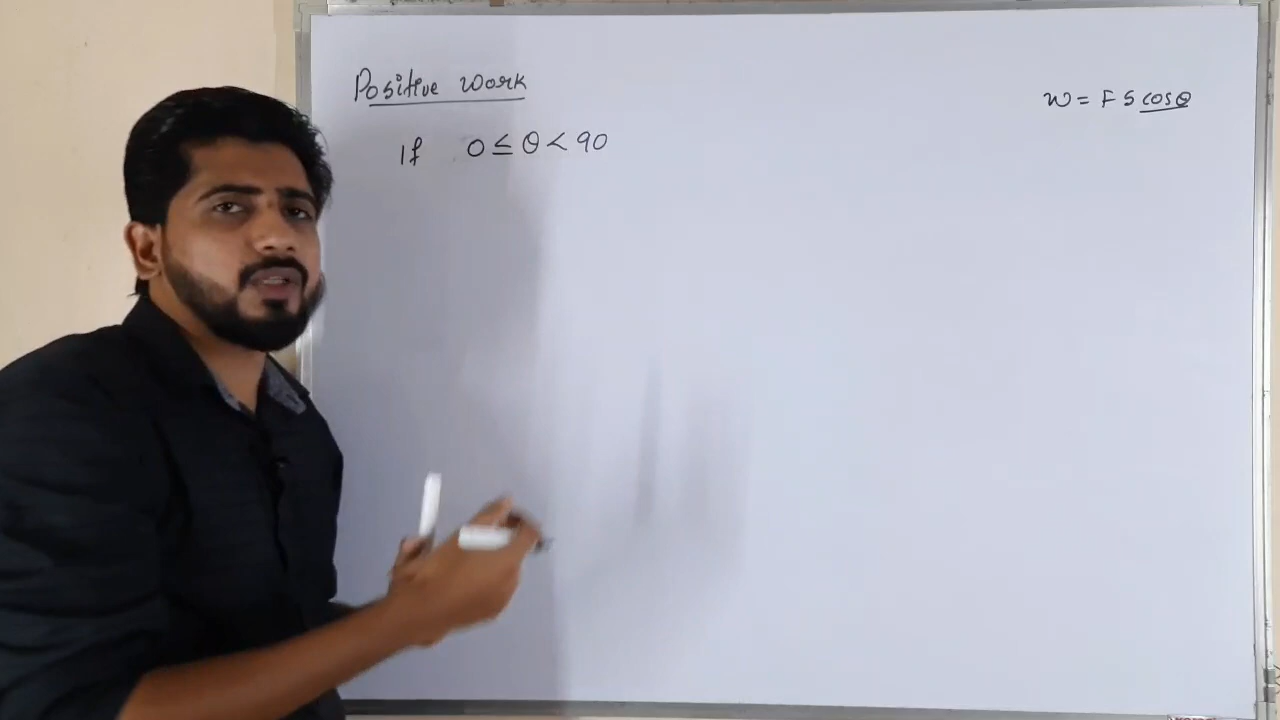 Positive Work
W = F S cosθ
If 0 ≤ θ < 90